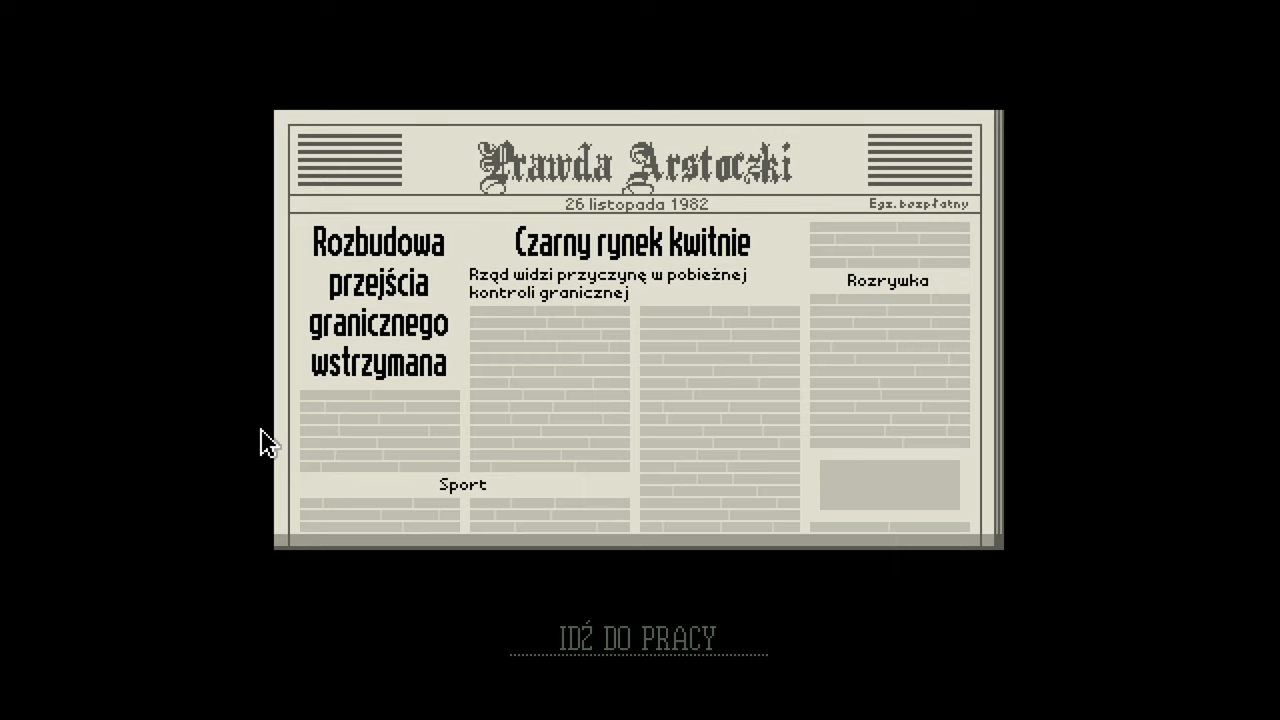 Prawda Arstoczki
26 listopada 1982
Egz. bezpłatny
Rozbudowa
przejścia
granicznego
wstrzymana
Czarny rynek kwitnie
Rząd widzi przyczynę w pobieżnej
kontroli granicznej
Rozrywka
Sport
IDŹ DO PRACY